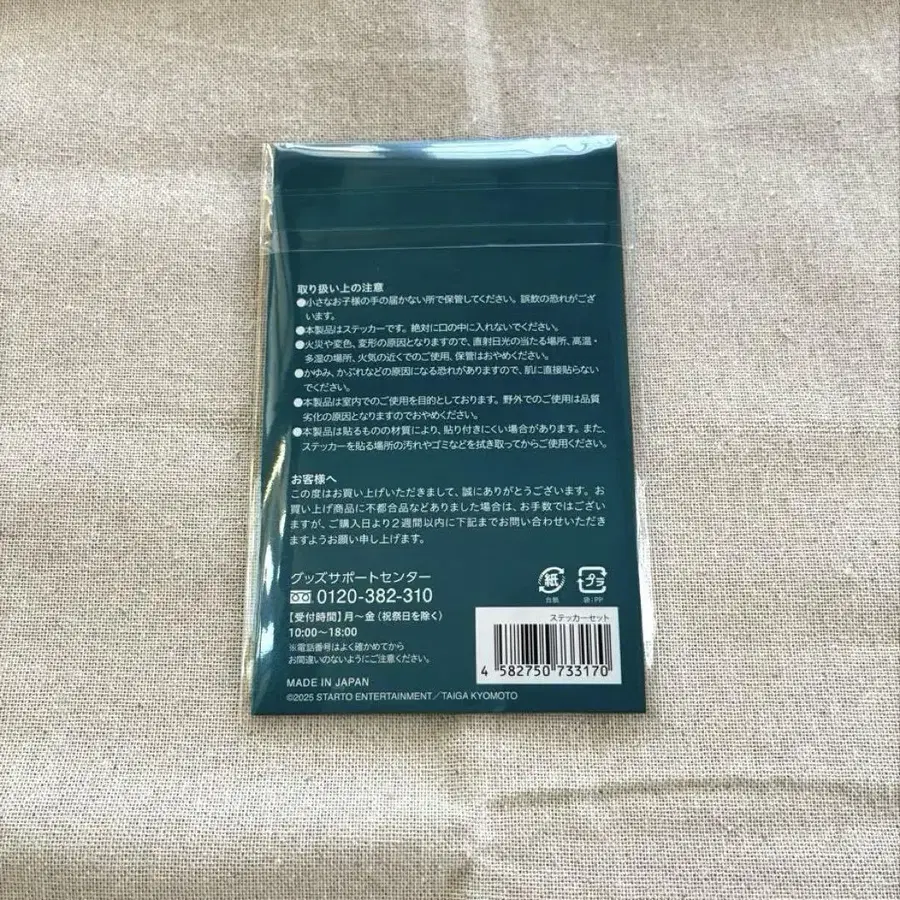 取り扱い上の注意
●小さなお子様の手の届かない所で保管してください。誤飲の恐れがござ
います。
●本製品はステッカーです。絶対に口の中に入れないでください。
●火災や変色、変形の原因となりますので、直射日光の当たる場所、高温・
多湿の場所、火気の近くでのご使用、保管はおやめください。
●かゆみ、かぶれなどの原因になる恐れがありますので、肌に直接貼らない
でください。
●本製品は室内でのご使用を目的としております。野外でのご使用は品質
劣化の原因となりますのでおやめください。
●本製品は貼るものの材質により、貼り付きにくい場合があります。また、
ステッカーを貼る場所の汚れやゴミなどを拭き取ってからご使用ください。
お客様へ
この度はお買い上げいただきまして、誠にありがとうございます。お
買い上げ商品に不都合品などありました場合は、お手数ではござい
ますが、ご購入日より2週間以内に下記までお問い合わせいただき
ますようお願い申し上げます。
グッズサポートセンター
0120-382-310
【受付時間】月〜金(祝祭日を除く)
10:00〜18:00
※電話番号はよく確かめてから
お間違いのないようにご注意ください。
MADE IN JAPAN
©2025 STARTO ENTERTAINMENT／TAIGA KYOMOTO
紙
台紙
プラ
袋:PP
ステッカーセット
4 582750 733170